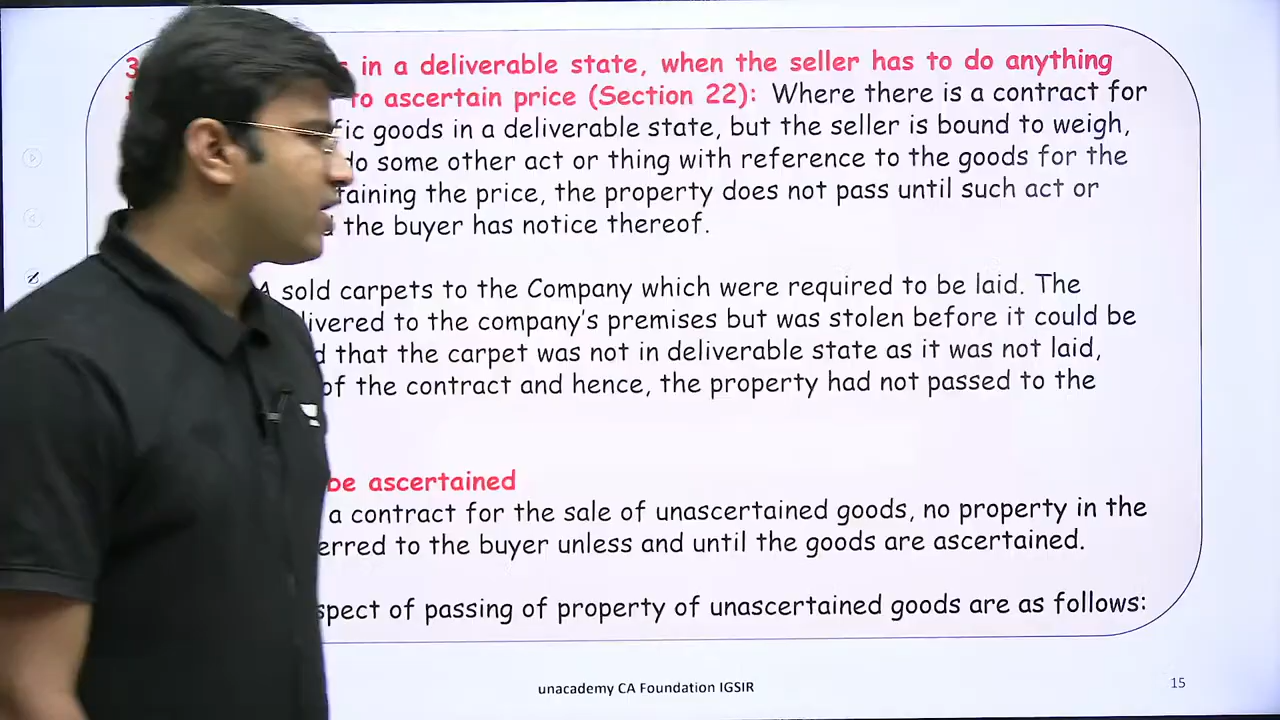 3 in a deliverable state, when the seller has to do anything
to ascertain price (Section 22): Where there is a contract for
goods in a deliverable state, but the seller is bound to weigh,
do some other act or thing with reference to the goods for the
the price, the property does not pass until such act or
the buyer has notice thereof.
A sold carpets to the Company which were required to be laid. The
to the company's premises but was stolen before it could be
that the carpet was not in deliverable state as it was not laid,
of the contract and hence, the property had not passed to the
be ascertained
a contract for the sale of unascertained goods, no property in the
to the buyer unless and until the goods are ascertained.
of passing of property of unascertained goods are as follows:
unacademy CA Foundation IGSIR
15